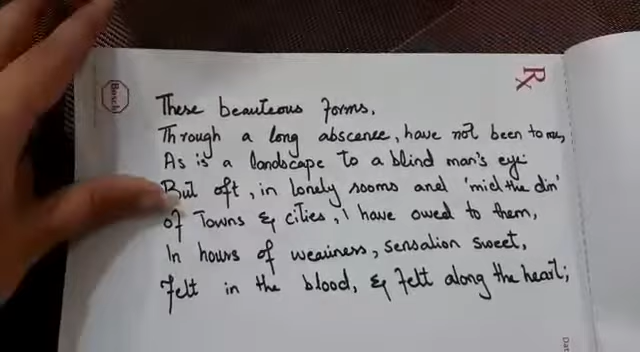 Bosch
Rx
These beauteous forms,
Through a long abscence, have not been to me,
As is a landscape to a blind man's eye:
But oft, in lonely rooms and 'mid the din'
of Towns & cities, I have owed to them,
In hours of weariness, sensation sweet,
Felt in the blood, & felt along the heart;
Dat